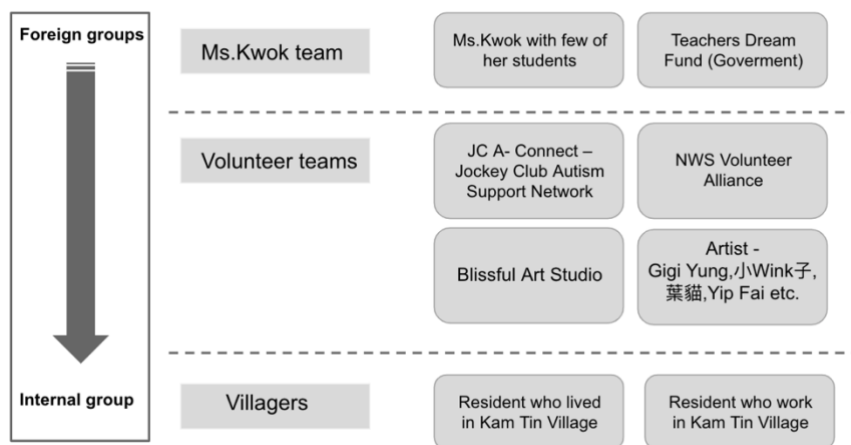 Foreign groups
Ms.Kwok team
Ms.Kwok with few of
her students
Teachers Dream
Fund (Goverment)
Volunteer teams
JC A- Connect –
Jockey Club Autism
Support Network
NWS Volunteer
Alliance
Blissful Art Studio
Artist -
Gigi Yung,小Wink子,
葉貓,Yip Fai etc.
Internal group
Villagers
Resident who lived
in Kam Tin Village
Resident who work
in Kam Tin Village